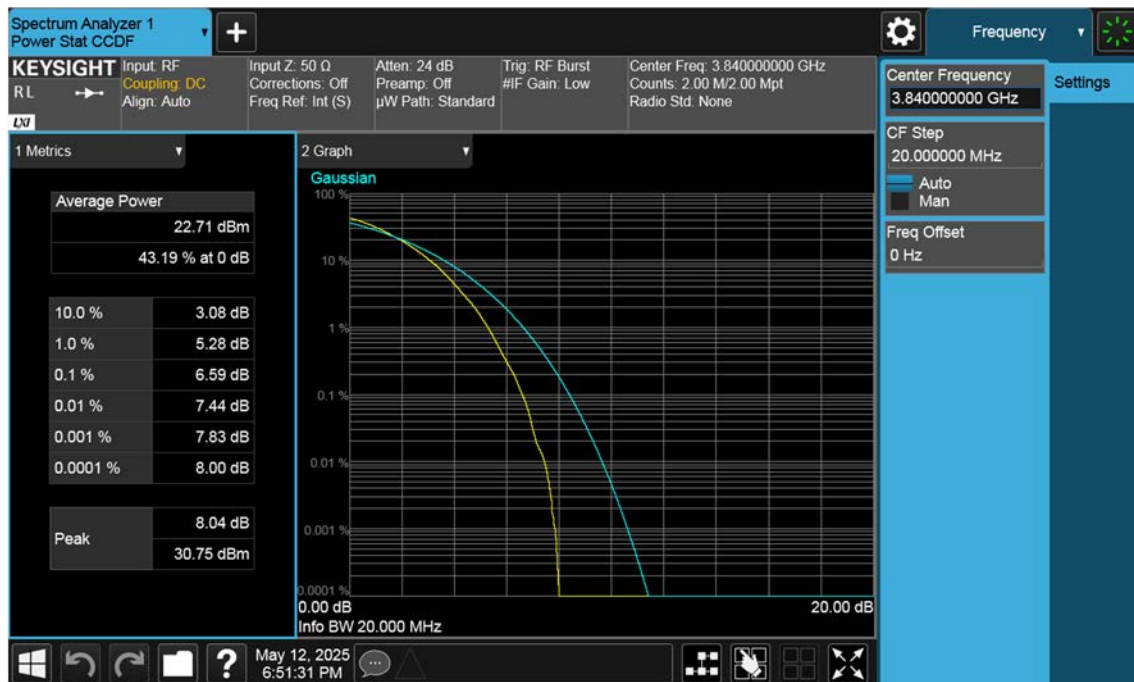 Spectrum Analyzer 1
Power Stat CCDF
Frequency
KEYSIGHT
RL
LXI
Input: RF
Coupling: DC
Align: Auto
Input Z: 50 Ω
Corrections: Off
Freq Ref: Int (S)
Atten: 24 dB
Preamp: Off
µW Path: Standard
Trig: RF Burst
#IF Gain: Low
Center Freq: 3.840000000 GHz
Counts: 2.00 M/2.00 Mpt
Radio Std: None
Center Frequency
3.840000000 GHz
Settings
CF Step
20.000000 MHz
Auto
Man
Freq Offset
0 Hz
1 Metrics
Average Power
22.71 dBm
43.19 % at 0 dB
10.0 % 3.08 dB
1.0 % 5.28 dB
0.1 % 6.59 dB
0.01 % 7.44 dB
0.001 % 7.83 dB
0.0001 % 8.00 dB
Peak
8.04 dB
30.75 dBm
2 Graph
Gaussian
100 %
10 %
1 %
0.1 %
0.01 %
0.001 %
0.0001 %
0.00 dB 20.00 dB
Info BW 20.000 MHz
May 12, 2025
6:51:31 PM